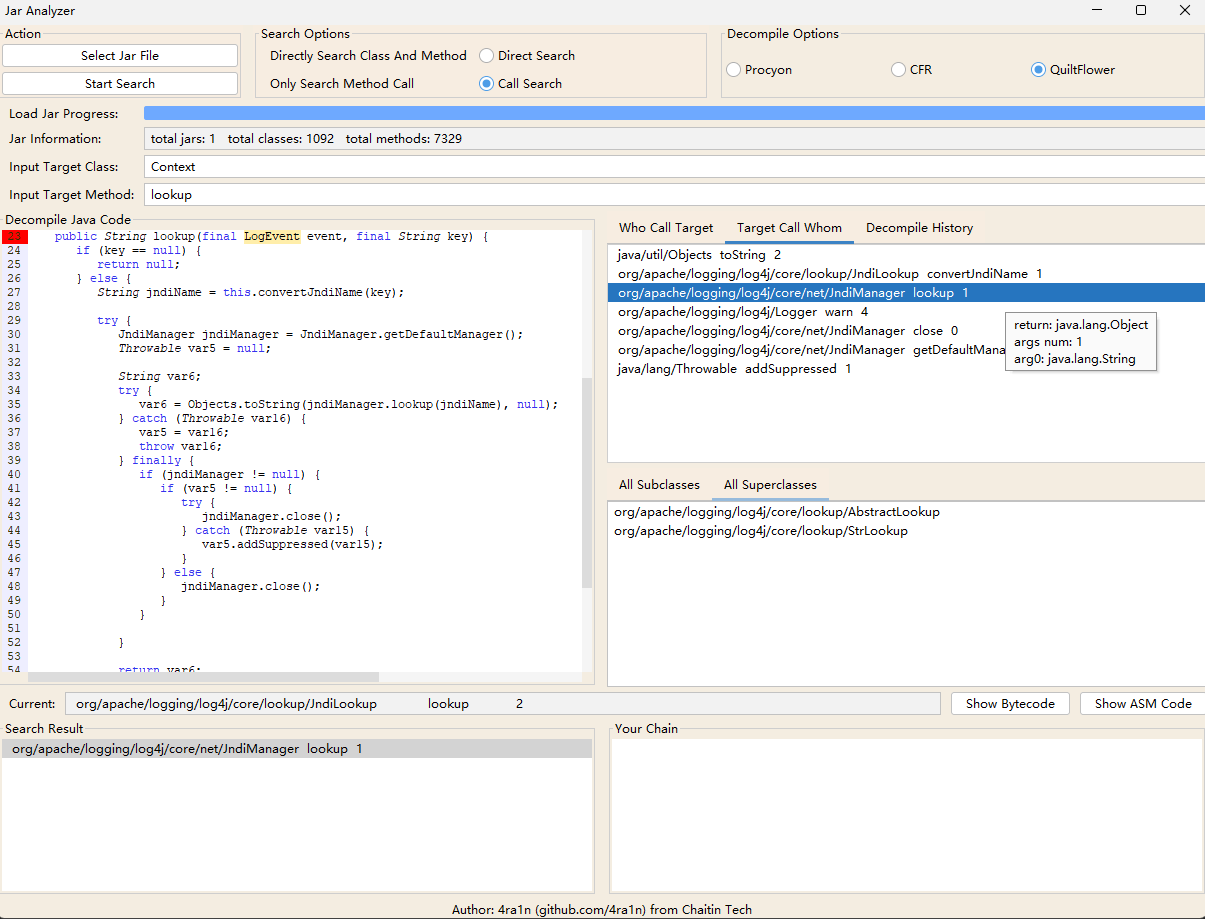 Jar Analyzer
Action
Select Jar File
Start Search
Search Options
Directly Search Class And Method Direct Search
Only Search Method Call Call Search
Decompile Options
Procyon CFR QuiltFlower
Load Jar Progress:
Jar Information: total jars: 1 total classes: 1092 total methods: 7329
Input Target Class: Context
Input Target Method: lookup
Decompile Java Code
23 public String lookup(final LogEvent event, final String key) {
24 if (key == null) {
25 return null;
26 } else {
27 String jndiName = this.convertJndiName(key);
28
29 try {
30 JndiManager jndiManager = JndiManager.getDefaultManager();
31 Throwable var5 = null;
32
33 String var6;
34 try {
35 var6 = Objects.toString(jndiManager.lookup(jndiName), null);
36 } catch (Throwable var16) {
37 var5 = var16;
38 throw var16;
39 } finally {
40 if (jndiManager != null) {
41 if (var5 != null) {
42 try {
43 jndiManager.close();
44 } catch (Throwable var15) {
45 var5.addSuppressed(var15);
46 }
47 } else {
48 jndiManager.close();
49 }
50 }
51
52 }
53
54 return var6;
Who Call Target Target Call Whom Decompile History
java/util/Objects toString 2
org/apache/logging/log4j/core/lookup/JndiLookup convertJndiName 1
org/apache/logging/log4j/core/net/JndiManager lookup 1
org/apache/logging/log4j/Logger warn 4
org/apache/logging/log4j/core/net/JndiManager close 0
org/apache/logging/log4j/core/net/JndiManager getDefaultMana
java/lang/Throwable addSuppressed 1
return: java.lang.Object
args num: 1
arg0: java.lang.String
All Subclasses All Superclasses
org/apache/logging/log4j/core/lookup/AbstractLookup
org/apache/logging/log4j/core/lookup/StrLookup
Current: org/apache/logging/log4j/core/lookup/JndiLookup lookup 2
Show Bytecode Show ASM Code
Search Result
org/apache/logging/log4j/core/net/JndiManager lookup 1
Your Chain
Author: 4ra1n (github.com/4ra1n) from Chaitin Tech